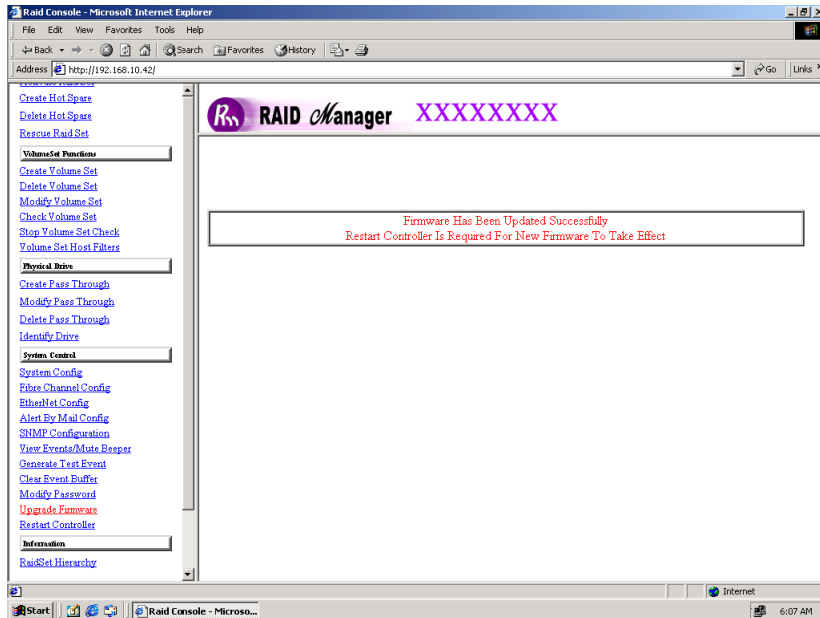 Raid Console - Microsoft Internet Explorer
File Edit View Favorites Tools Help
Back Search Favorites History
Address http://192.168.10.42/ Go Links
Create Hot Spare
Delete Hot Spare
Rescue Raid Set
VolumeSet Functions
Create Volume Set
Delete Volume Set
Modify Volume Set
Check Volume Set
Stop Volume Set Check
Volume Set Host Filters
Physical Drive
Create Pass Through
Modify Pass Through
Delete Pass Through
Identify Drive
System Control
System Config
Fibre Channel Config
EtherNet Config
Alert By Mail Config
SNMP Configuration
View Events/Mute Beeper
Generate Test Event
Clear Event Buffer
Modify Password
Upgrade Firmware
Restart Controller
Information
RaidSet Hierarchy
RAID Manager XXXXXXXX
Firmware Has Been Updated Successfully
Restart Controller Is Required For New Firmware To Take Effect
Internet
Start Raid Console - Microso... 6:07 AM